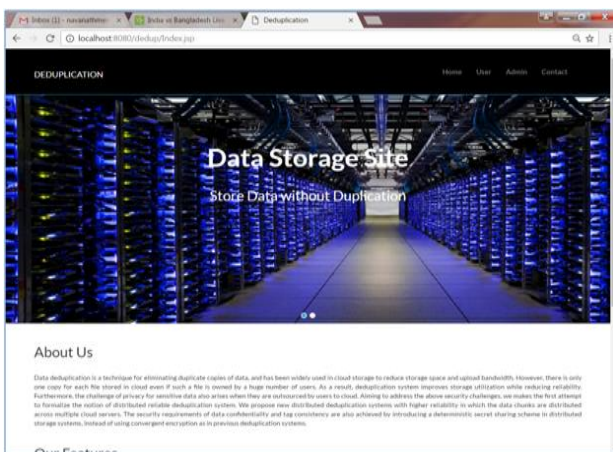 Inbox (1) - navanathme
India vs Bangladesh Live
Deduplication
localhost:8080/dedup/Index.jsp
DEDUPLICATION
Home User Admin Contact
Data Storage Site
Store Data without Duplication
About Us
Data deduplication is a technique for eliminating duplicate copies of data, and has been widely used in cloud storage to reduce storage space and upload bandwidth. However, there is only
one copy for each file stored in cloud even if such a file is owned by a huge number of users. As a result, deduplication system improves storage utilization while reducing reliability.
Furthermore, the challenge of privacy for sensitive data also arises when they are outsourced by users to cloud. Aiming to address the above security challenges, we makes the first attempt
to formalize the notion of distributed reliable deduplication system. We propose new distributed deduplication systems with higher reliability in which the data chunks are distributed
across multiple cloud servers. The security requirements of data confidentiality and tag consistency are also achieved by introducing a deterministic secret sharing scheme in distributed
storage systems, instead of using convergent encryption as in previous deduplication systems.
Our Features